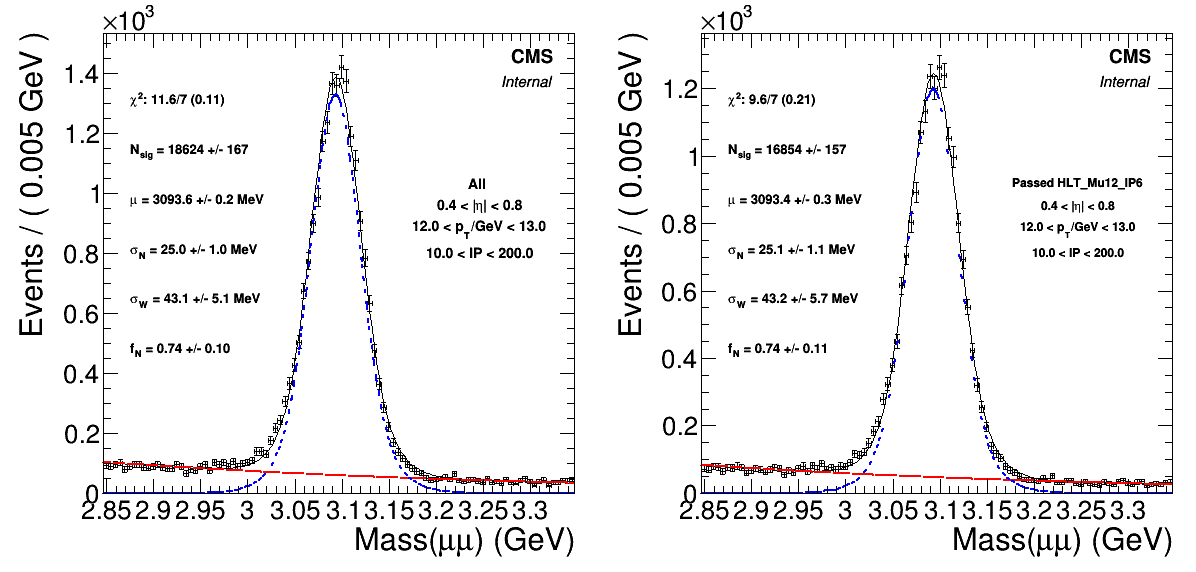 ×10³
Events / ( 0.005 GeV )
CMS
Internal
χ²: 11.6/7 (0.11)
N_sig = 18624 +/- 167
μ = 3093.6 +/- 0.2 MeV
σ_N = 25.0 +/- 1.0 MeV
σ_W = 43.1 +/- 5.1 MeV
f_N = 0.74 +/- 0.10
All
0.4 < |η| < 0.8
12.0 < p_T/GeV < 13.0
10.0 < IP < 200.0
1.4
1.2
1
0.8
0.6
0.4
0.2
0
2.85 2.9 2.95 3 3.05 3.1 3.15 3.2 3.25 3.3
Mass(μμ) (GeV)
×10³
Events / ( 0.005 GeV )
CMS
Internal
χ²: 9.6/7 (0.21)
N_sig = 16854 +/- 157
μ = 3093.4 +/- 0.3 MeV
σ_N = 25.1 +/- 1.1 MeV
σ_W = 43.2 +/- 5.7 MeV
f_N = 0.74 +/- 0.11
Passed HLT_Mu12_IP6
0.4 < |η| < 0.8
12.0 < p_T/GeV < 13.0
10.0 < IP < 200.0
1.2
1
0.8
0.6
0.4
0.2
0
2.85 2.9 2.95 3 3.05 3.1 3.15 3.2 3.25 3.3
Mass(μμ) (GeV)